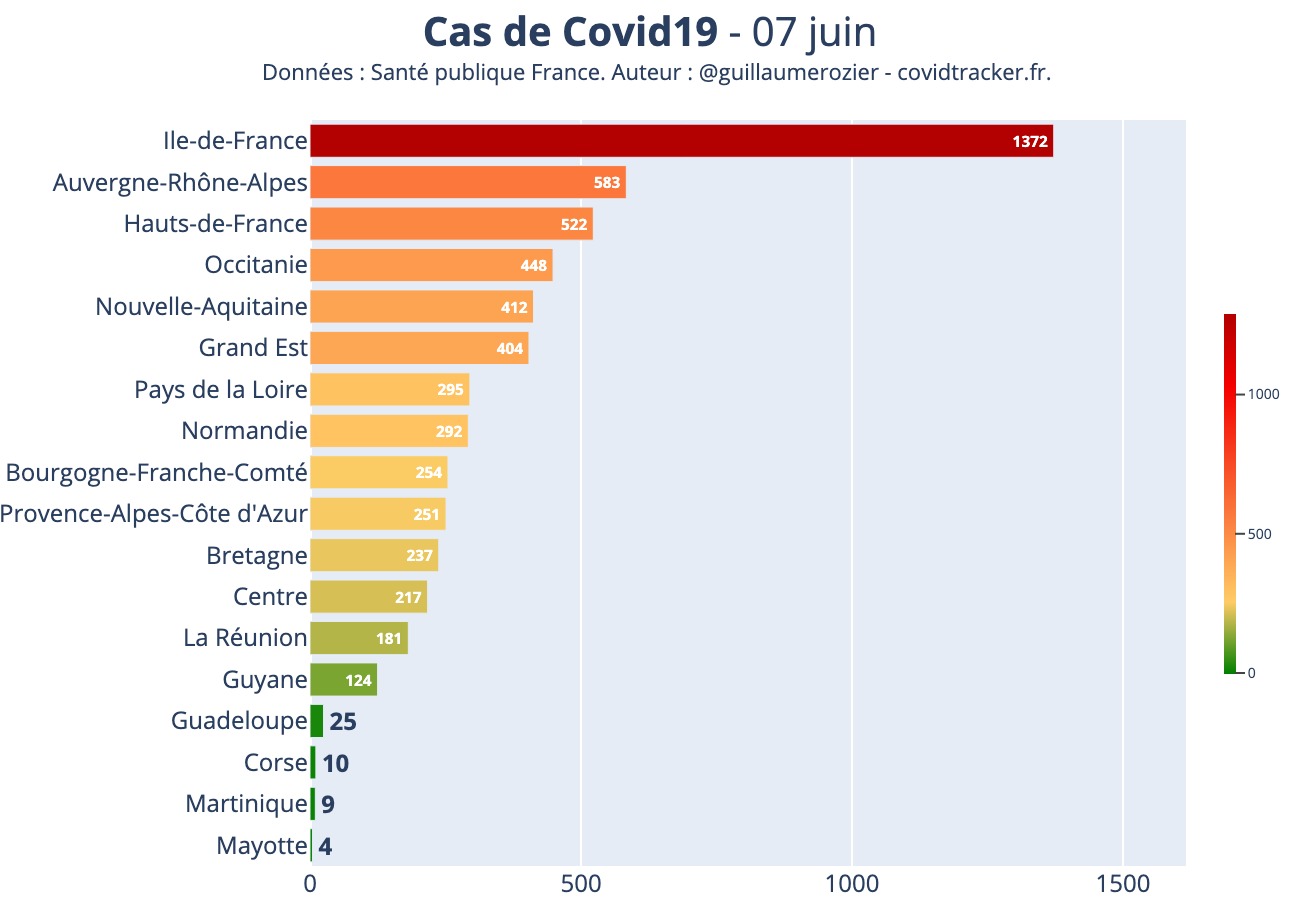 Cas de Covid19 - 07 juin
Données : Santé publique France. Auteur : @guillaumerozier - covidtracker.fr.
Ile-de-France 1372
Auvergne-Rhône-Alpes 583
Hauts-de-France 522
Occitanie 448
Nouvelle-Aquitaine 412
Grand Est 404
Pays de la Loire 295
Normandie 292
Bourgogne-Franche-Comté 254
Provence-Alpes-Côte d'Azur 251
Bretagne 237
Centre 217
La Réunion 181
Guyane 124
Guadeloupe 25
Corse 10
Martinique 9
Mayotte 4
0 500 1000 1500
1000
500
0